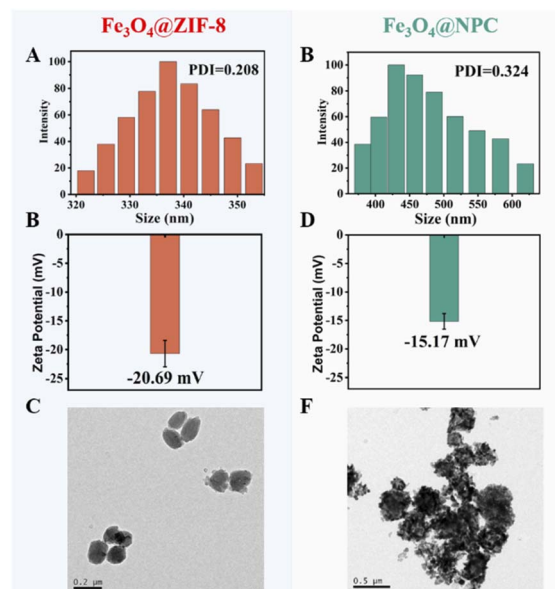 Fe₃O₄@ZIF-8
Fe₃O₄@NPC
A
PDI=0.208
Intensity
100
80
60
40
20
0
320
330
340
350
Size (nm)
B
PDI=0.324
Intensity
100
80
60
40
20
0
400
450
500
550
600
Size (nm)
B
Zeta Potential (mV)
0
-5
-10
-15
-20
-25
-20.69 mV
D
Zeta Potential (mV)
0
-5
-10
-15
-20
-25
-15.17 mV
C
0.2 μm
F
0.5 μm